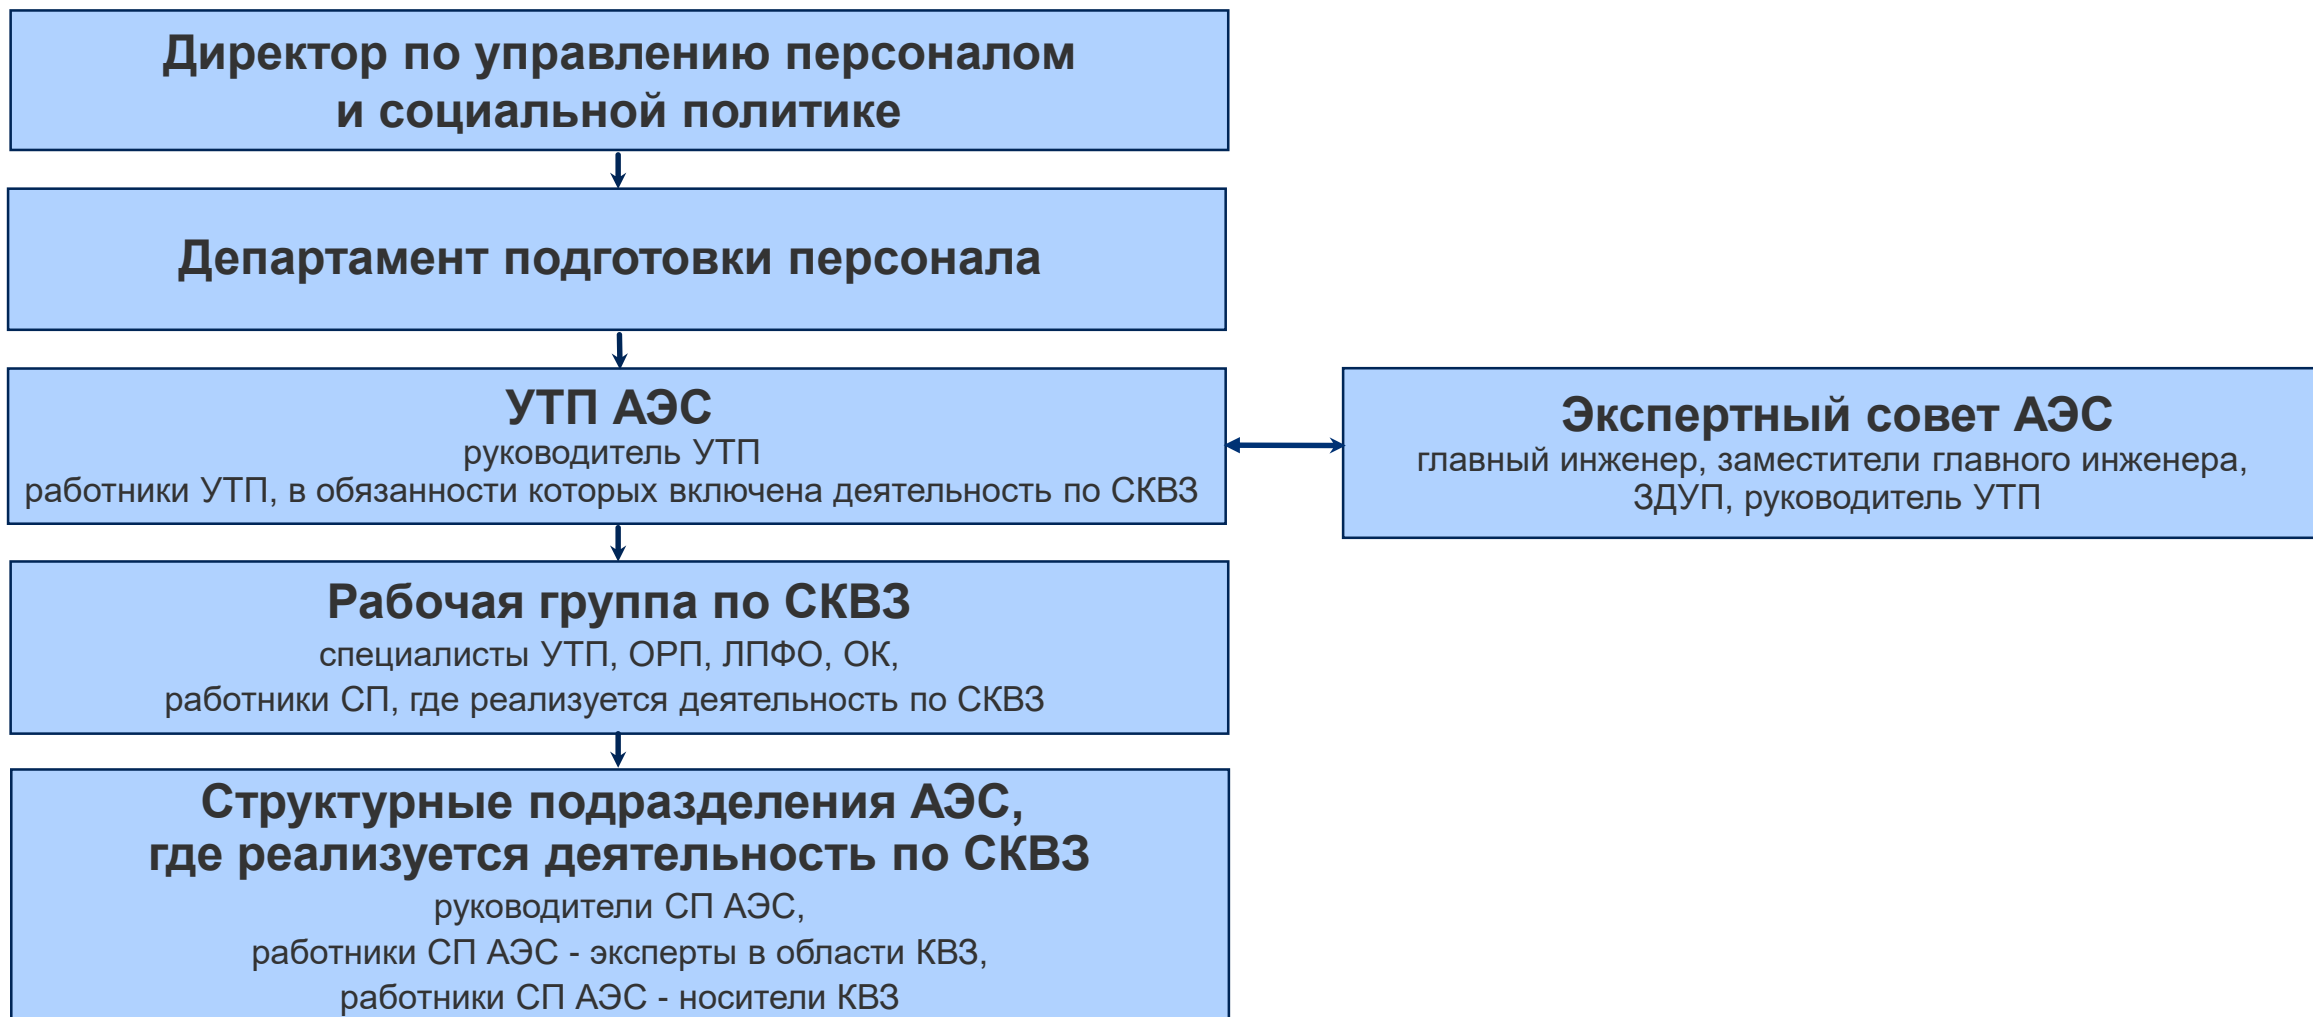 Директор по управлению персоналом
и социальной политике
Департамент подготовки персонала
УТП АЭС
руководитель УТП
работники УТП, в обязанности которых включена деятельность по СКВЗ
Экспертный совет АЭС
главный инженер, заместители главного инженера,
ЗДУП, руководитель УТП
Рабочая группа по СКВЗ
специалисты УТП, ОРП, ЛПФО, ОК,
работники СП, где реализуется деятельность по СКВЗ
Структурные подразделения АЭС,
где реализуется деятельность по СКВЗ
руководители СП АЭС,
работники СП АЭС - эксперты в области КВЗ,
работники СП АЭС - носители КВЗ